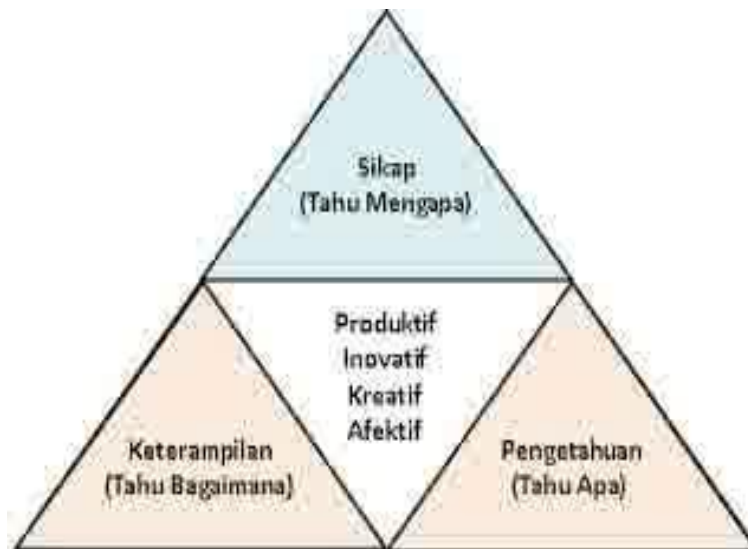 Sikap
(Tahu Mengapa)
Produktif
Inovatif
Kreatif
Afektif
Keterampilan
(Tahu Bagaimana)
Pengetahuan
(Tahu Apa)